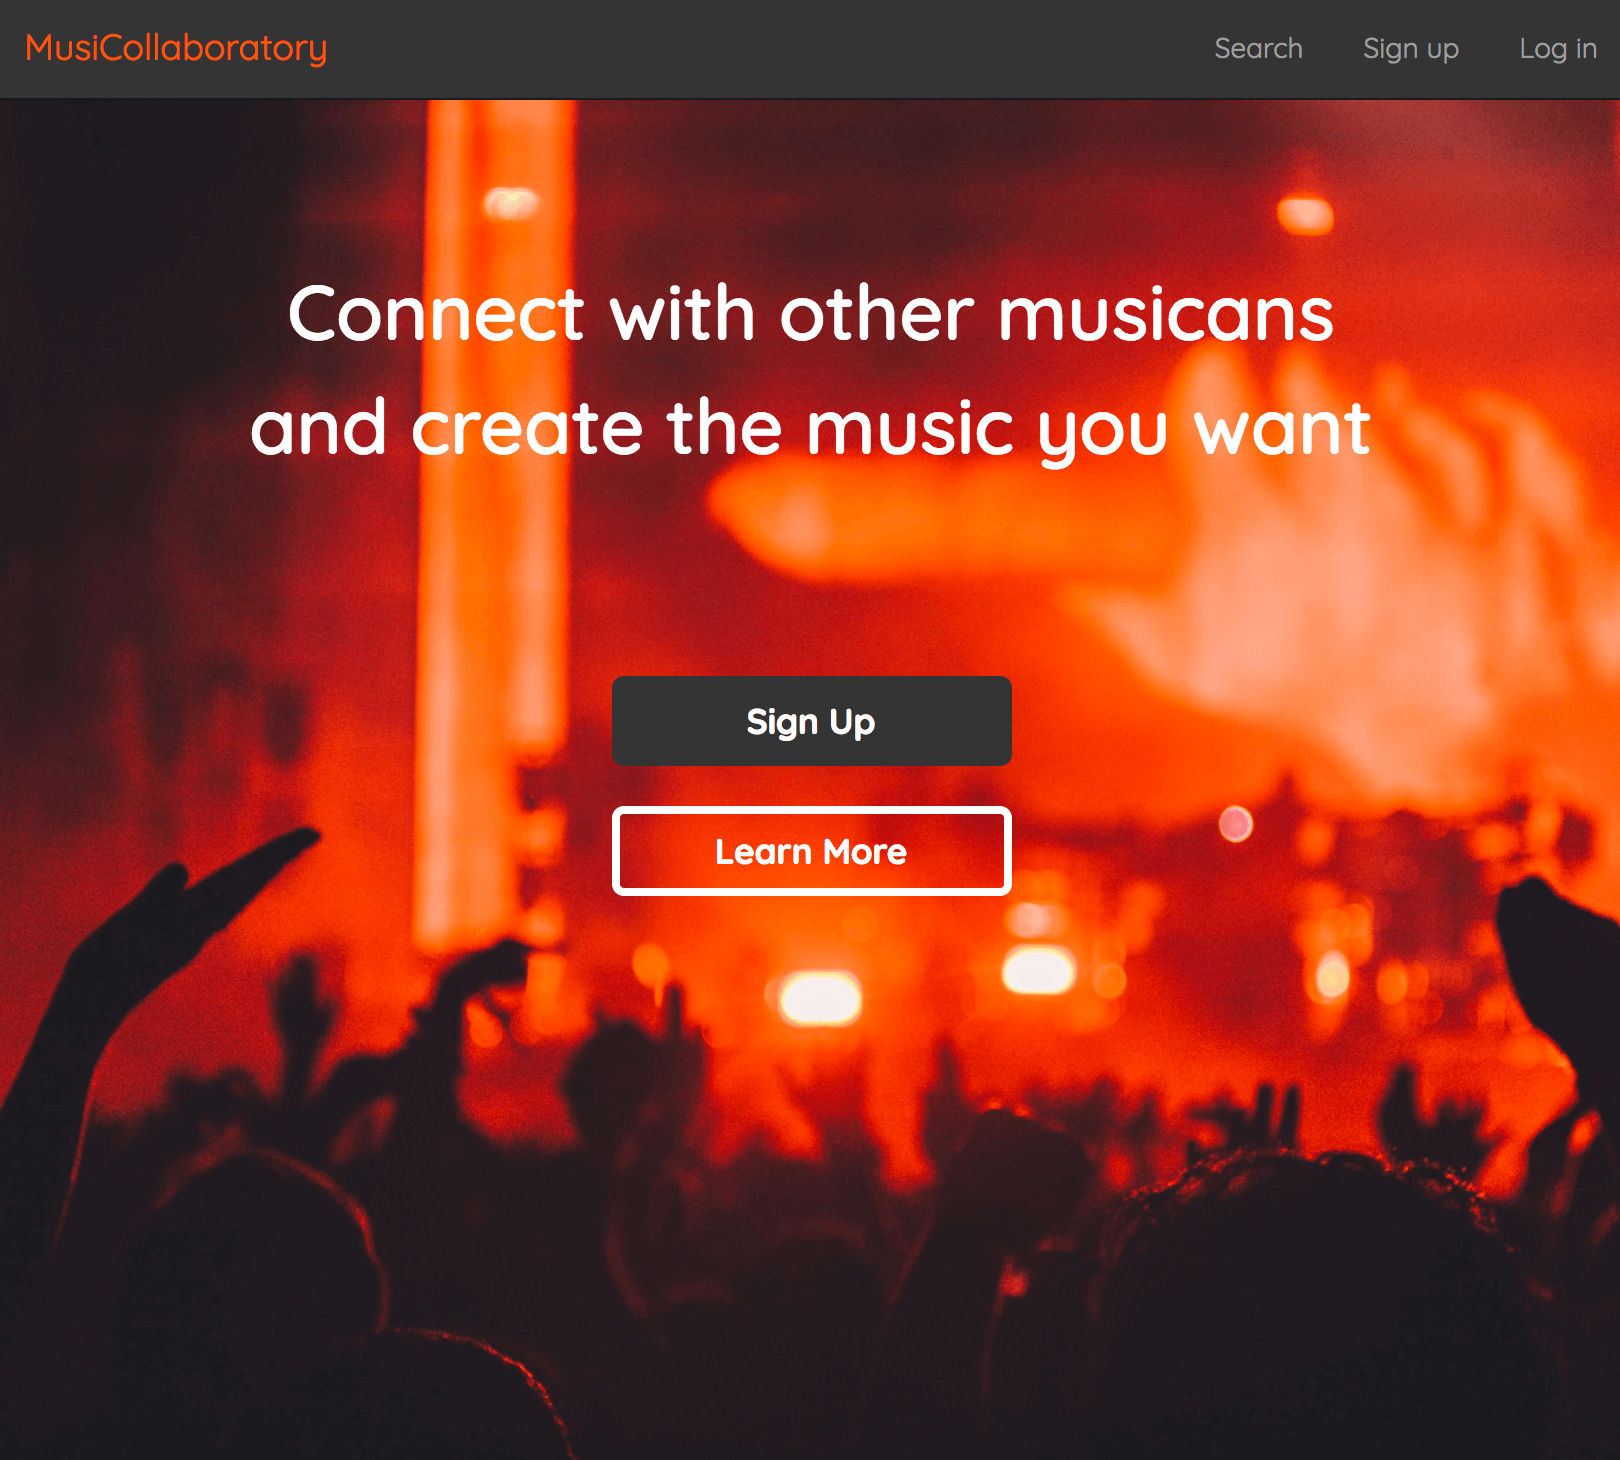 MusiCollaboratory
Search
Sign up
Log in
Connect with other musicans
and create the music you want
Sign Up
Learn More